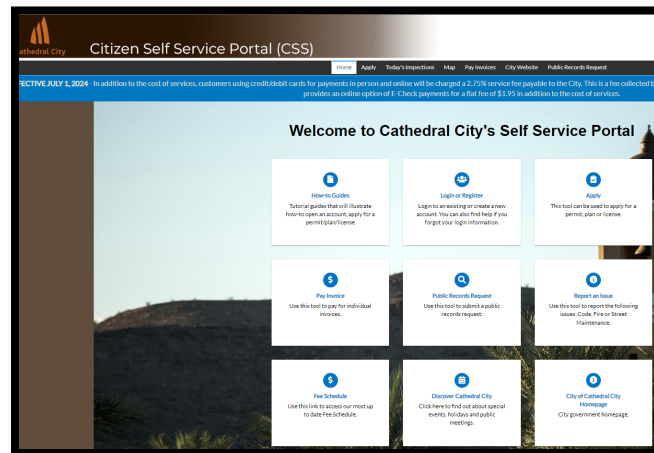 athedral City
Citizen Self Service Portal (CSS)
Home Apply Today's Inspections Map Pay Invoices City Website Public Records Request
FECTIVE JULY 1, 2024 - In addition to the cost of services, customers using credit/debit cards for payments in person and online will be charged a 2.75% service fee payable to the City. This is a fee collected b
provides an online option of E-Check payments for a flat fee of $1.95 in addition to the cost of services.
Welcome to Cathedral City's Self Service Portal
How-to Guides
Tutorial guides that will illustrate
how-to open an account, apply for a
permit/plan/license
Login or Register
Login to an existing or create a new
account. You can also find help if you
forgot your login information.
Apply
This tool can be used to apply for a
permit, plan or license.
Pay Invoice
Use this tool to pay for individual
invoices.
Public Records Request
Use this tool to submit a public
records request.
Report an Issue
Use this tool to report the following
issues: Code, Fire or Street
Maintenance.
Fee Schedule
Use this link to access our most up
to date Fee Schedule.
Discover Cathedral City
Click here to find out about special
events, holidays and public
meetings.
City of Cathedral City
Homepage
City government homepage.